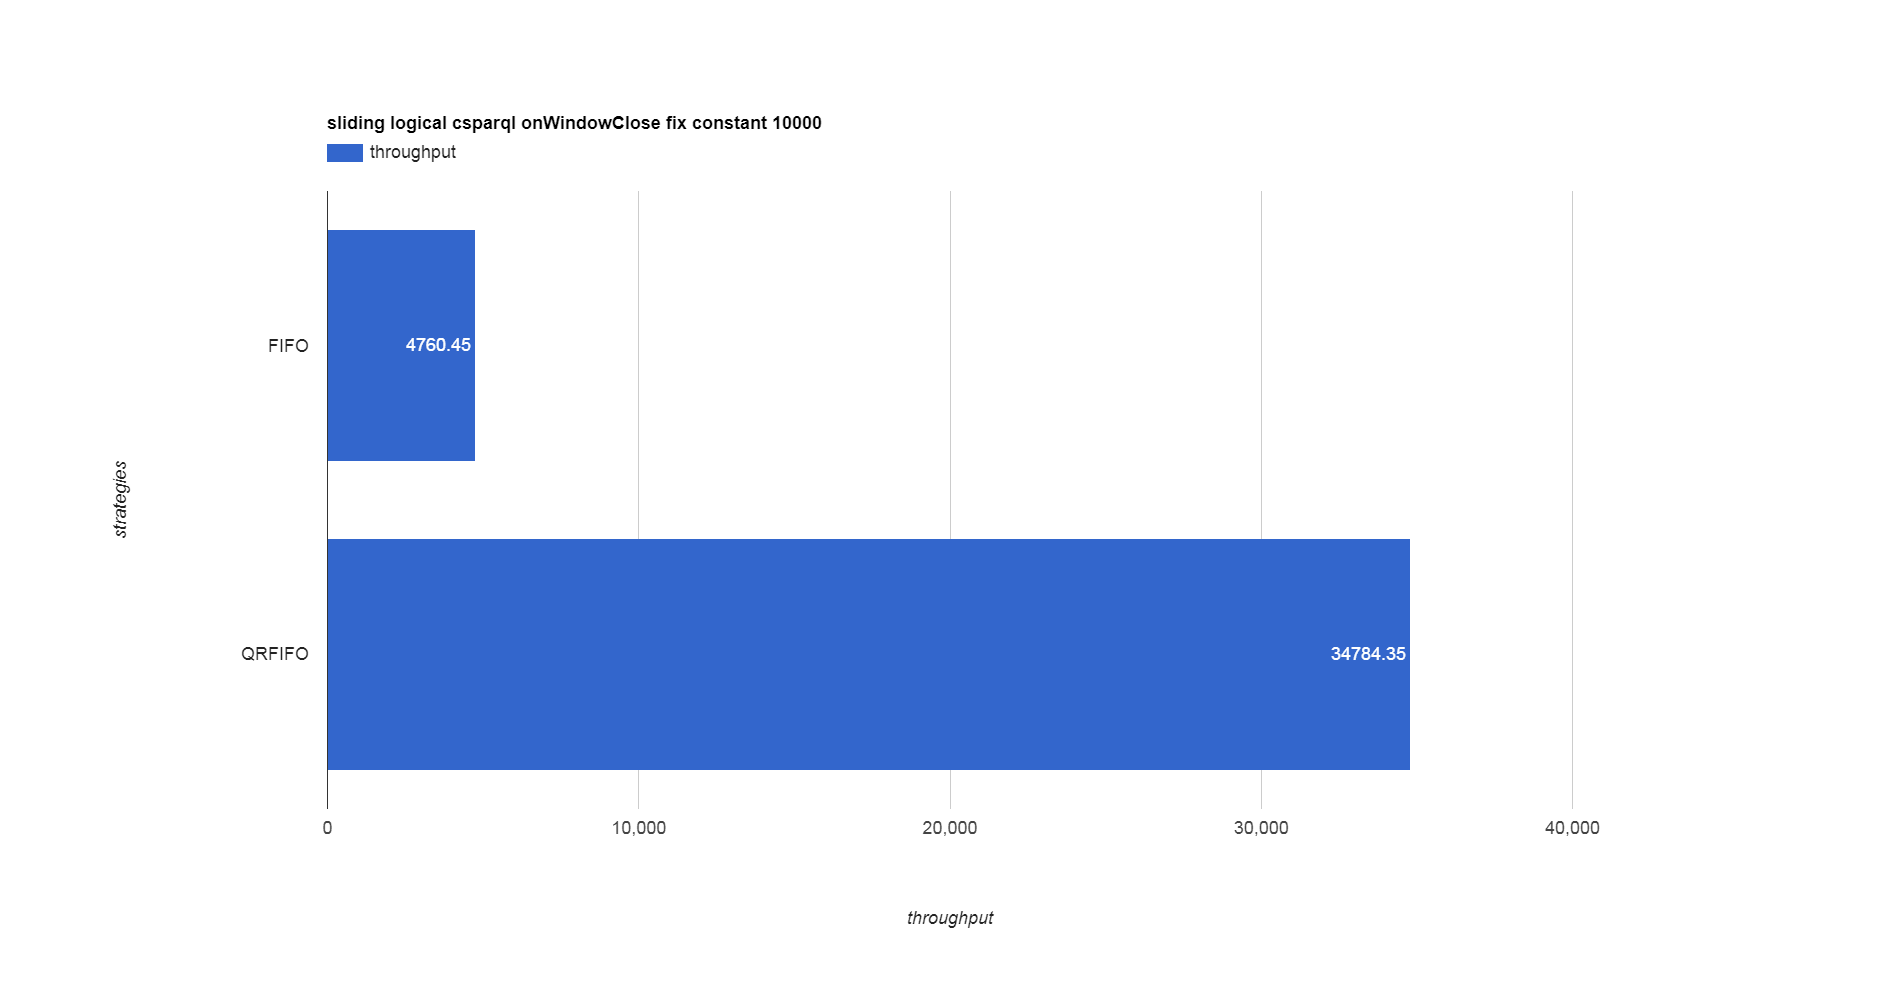 sliding logical csparql onWindowClose fix constant 10000
throughput
FIFO
4760.45
strategies
QRFIFO
34784.35
0
10,000
20,000
30,000
40,000
throughput